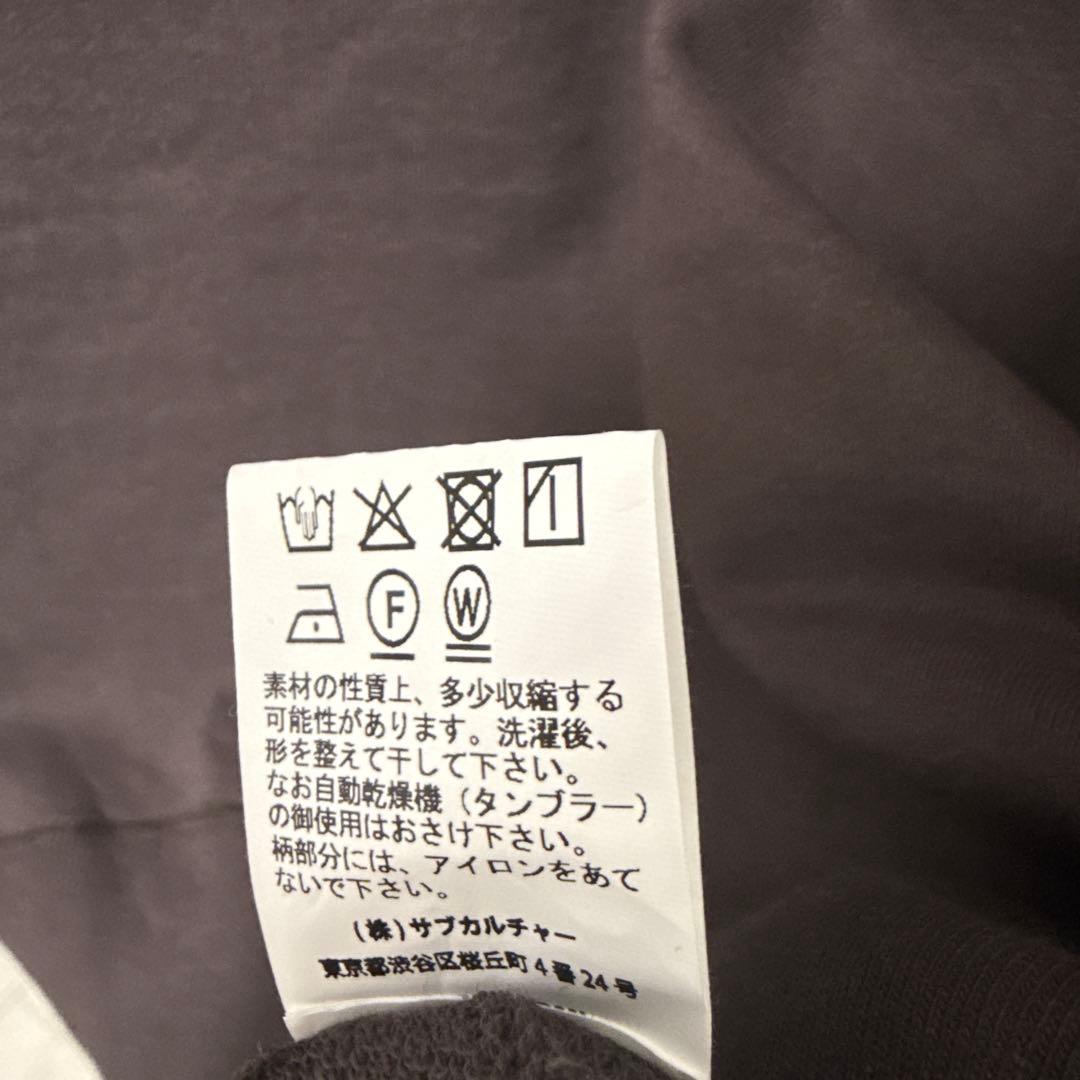 F W
素材の性質上、多少収縮する
可能性があります。洗濯後、
形を整えて干して下さい。
なお自動乾燥機（タンブラー）
の御使用はおさけ下さい。
柄部分には、アイロンをあて
ないで下さい。
(株)サブカルチャー
東京都渋谷区桜丘町4番24号